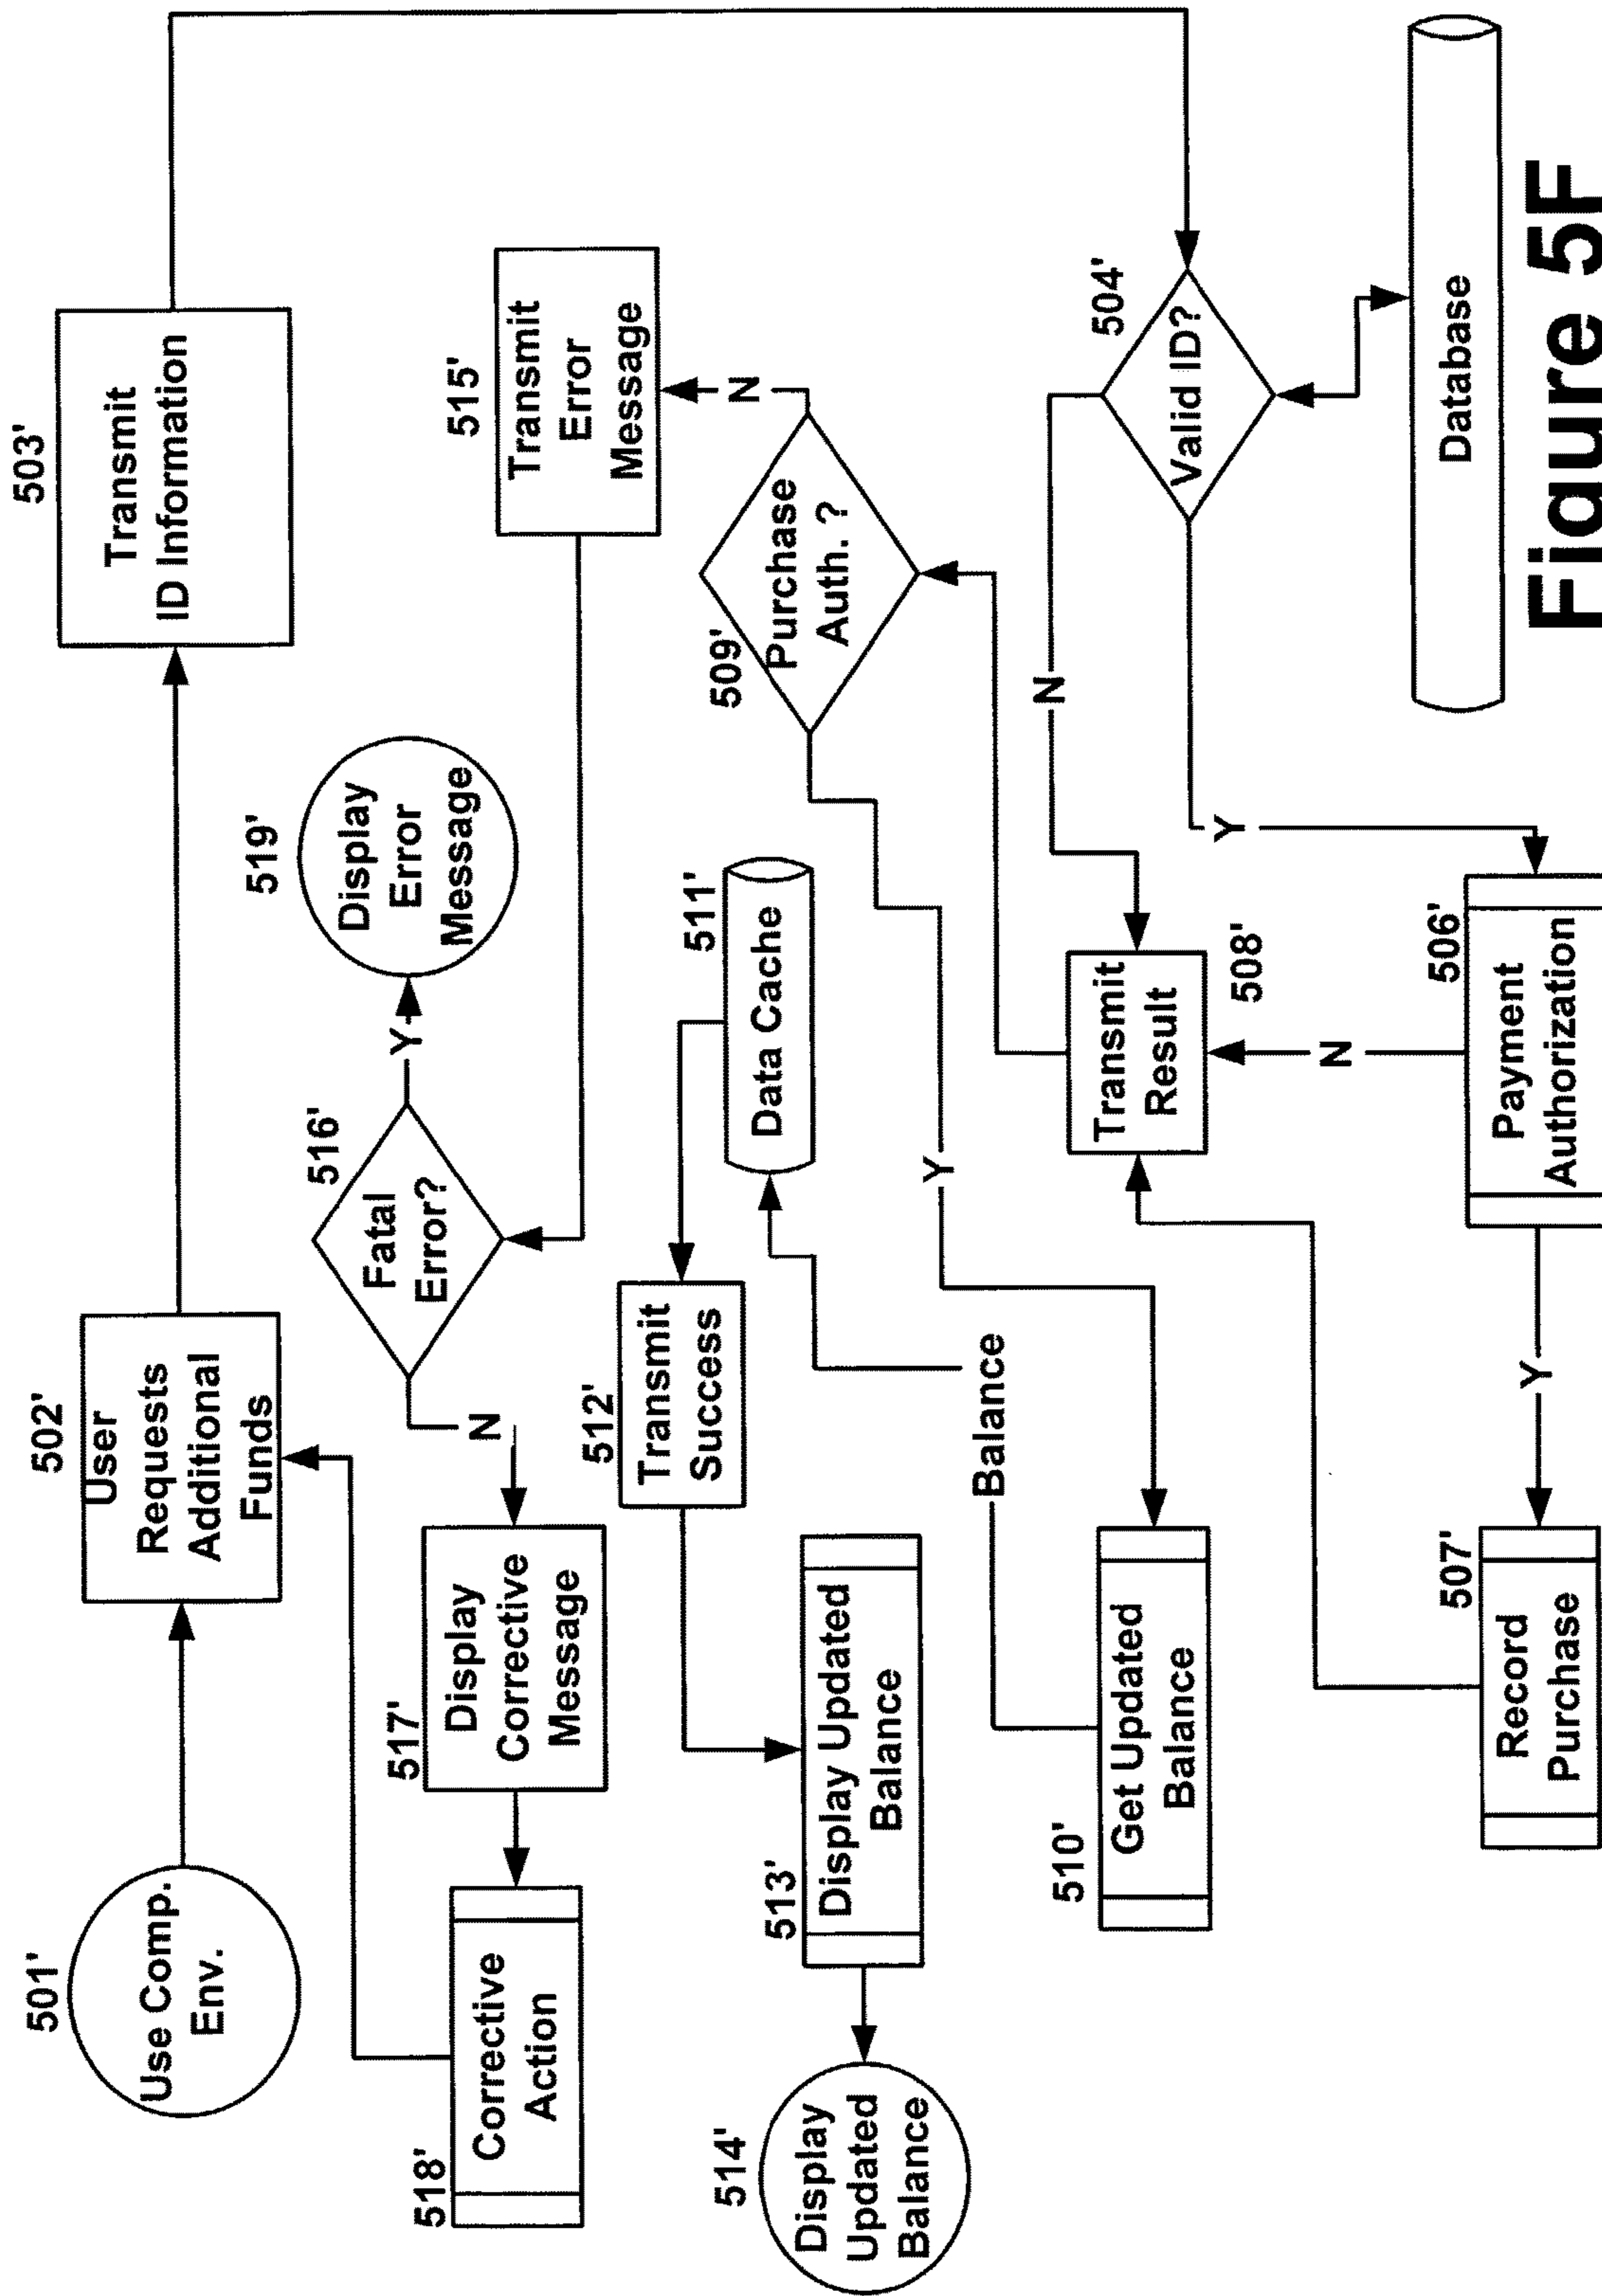 501'
Use Comp.
Env.
502'
User
Requests
Additional
Funds
503'
Transmit
ID Information
518'
Corrective
Action
517'
Display
Corrective
Message
N
516'
Fatal
Error?
Y
519'
Display
Error
Message
515'
Transmit
Error
Message
N
514'
Display
Updated
Balance
513'
Display Updated
Balance
512'
Transmit
Success
511'
Data Cache
509'
Purchase
Auth. ?
Y
Balance
510'
Get Updated
Balance
508'
Transmit
Result
N
504'
Valid ID?
N
Y
507'
Record
Purchase
Y
506'
Payment
Authorization
Database
Figure 5F